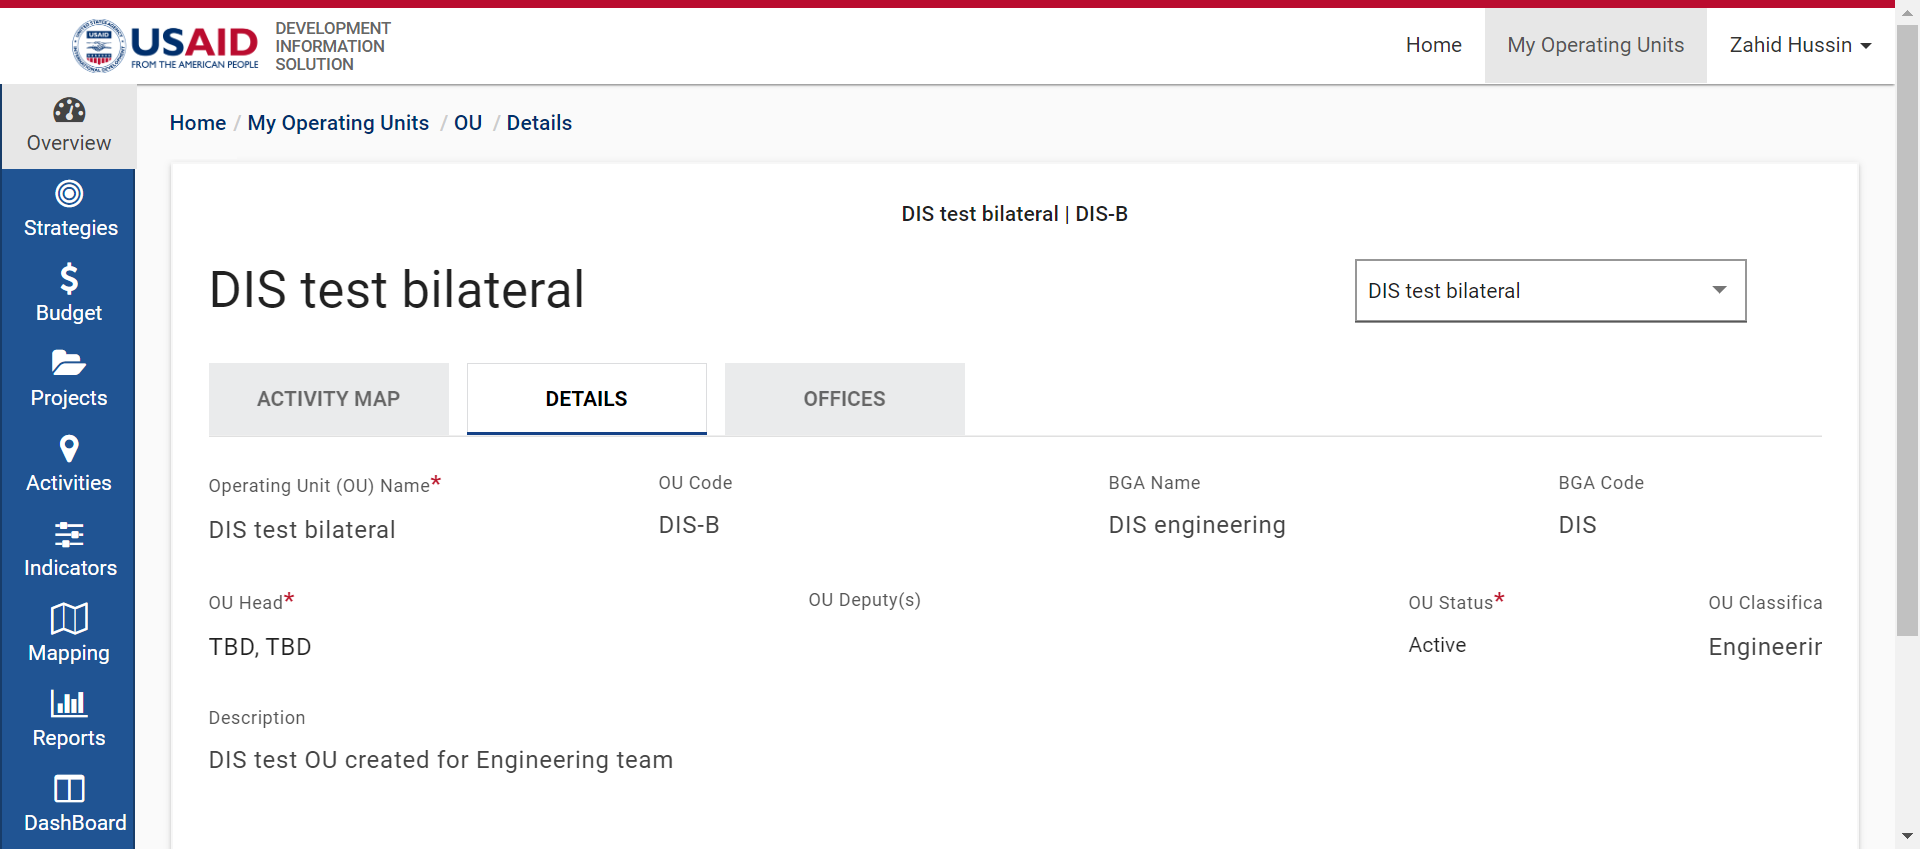 USAID
FROM THE AMERICAN PEOPLE
DEVELOPMENT
INFORMATION
SOLUTION
Home
My Operating Units
Zahid Hussin
Overview
Strategies
Budget
Projects
Activities
Indicators
Mapping
Reports
DashBoard
Home / My Operating Units / OU / Details
DIS test bilateral | DIS-B
DIS test bilateral
DIS test bilateral
ACTIVITY MAP
DETAILS
OFFICES
Operating Unit (OU) Name*
DIS test bilateral
OU Code
DIS-B
BGA Name
DIS engineering
BGA Code
DIS
OU Head*
TBD, TBD
OU Deputy(s)
OU Status*
Active
OU Classifica
Engineerir
Description
DIS test OU created for Engineering team